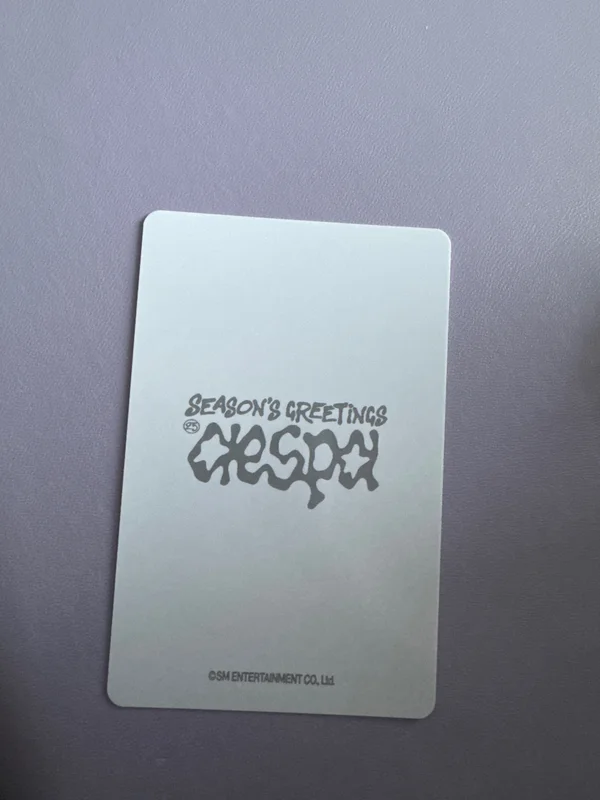 SEASON'S GREETiNGS
25
aespa
©SM ENTERTAINMENT CO., Ltd.